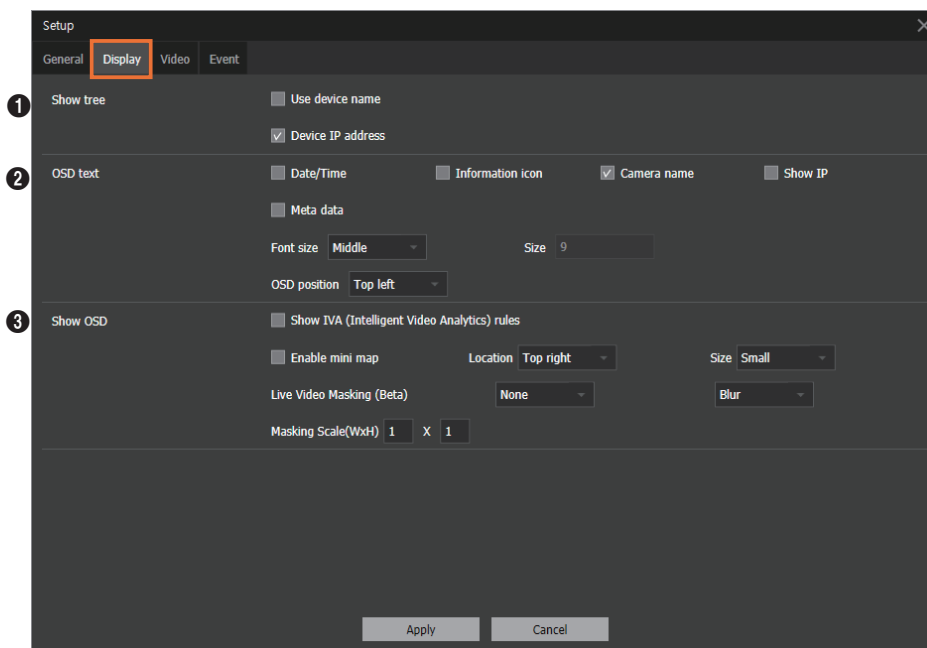 Setup
General Display Video Event
❶ Show tree Use device name
Device IP address
❷ OSD text Date/Time Information icon Camera name Show IP
Meta data
Font size Middle Size 9
OSD position Top left
❸ Show OSD Show IVA (Intelligent Video Analytics) rules
Enable mini map Location Top right Size Small
Live Video Masking (Beta) None Blur
Masking Scale(WxH) 1 X 1
Apply Cancel